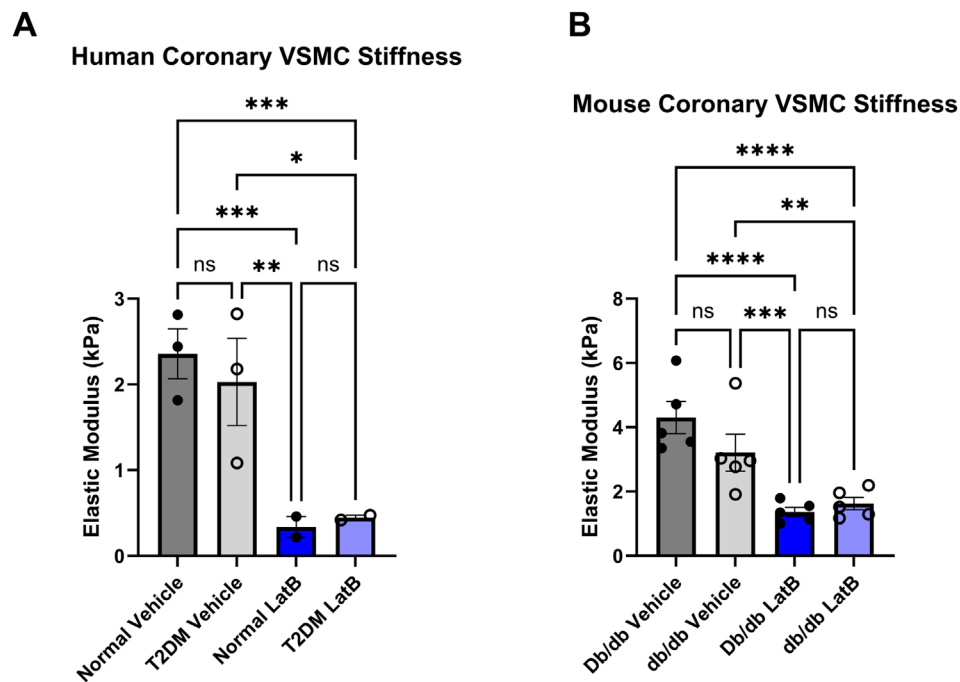 A
Human Coronary VSMC Stiffness
***
*
***
ns
**
ns
3
2
1
0
Elastic Modulus (kPa)
Normal Vehicle
T2DM Vehicle
Normal LatB
T2DM LatB
B
Mouse Coronary VSMC Stiffness
****
**
****
ns
***
ns
8
6
4
2
0
Elastic Modulus (kPa)
Db/db Vehicle
db/db Vehicle
Db/db LatB
db/db LatB